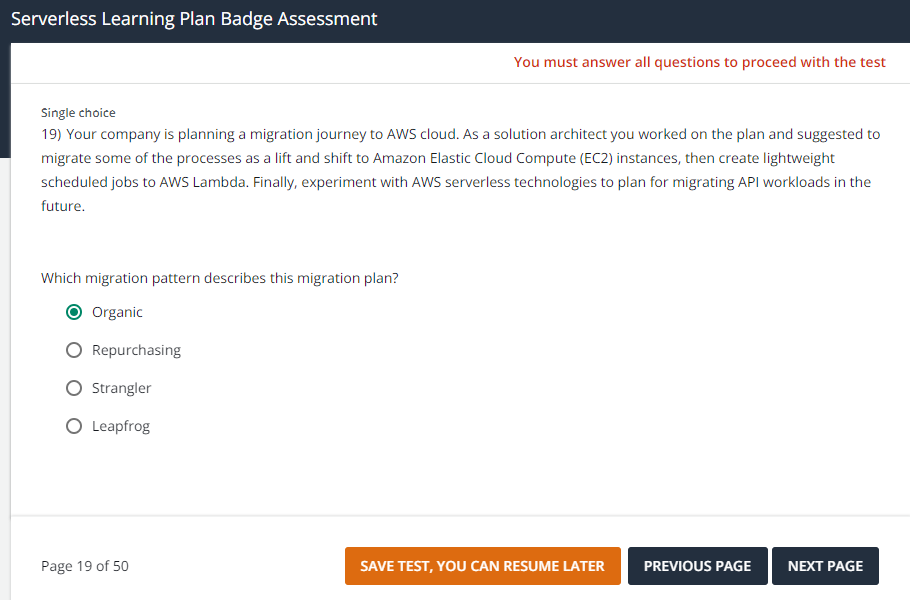 Serverless Learning Plan Badge Assessment
You must answer all questions to proceed with the test
Single choice
19) Your company is planning a migration journey to AWS cloud. As a solution architect you worked on the plan and suggested to
migrate some of the processes as a lift and shift to Amazon Elastic Cloud Compute (EC2) instances, then create lightweight
scheduled jobs to AWS Lambda. Finally, experiment with AWS serverless technologies to plan for migrating API workloads in the
future.
Which migration pattern describes this migration plan?
Organic
Repurchasing
Strangler
Leapfrog
Page 19 of 50
SAVE TEST, YOU CAN RESUME LATER
PREVIOUS PAGE
NEXT PAGE